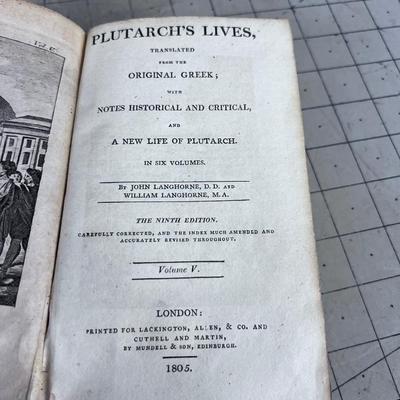 PLUTARCH'S LIVES,
TRANSLATED
FROM THE
ORIGINAL GREEK;
WITH
NOTES HISTORICAL AND CRITICAL,
AND
A NEW LIFE OF PLUTARCH.
IN SIX VOLUMES.
BY JOHN LANGHORNE, D. D. AND
WILLIAM LANGHORNE, M. A.
THE NINTH EDITION.
CAREFULLY CORRECTED, AND THE INDEX MUCH AMENDED AND
ACCURATELY REVISED THROUGHOUT.
Volume V.
LONDON:
PRINTED FOR LACKINGTON, ALLEN, & CO. AND
CUTHELL AND MARTIN,
BY MUNDELL & SON, EDINBURGH.
1805.